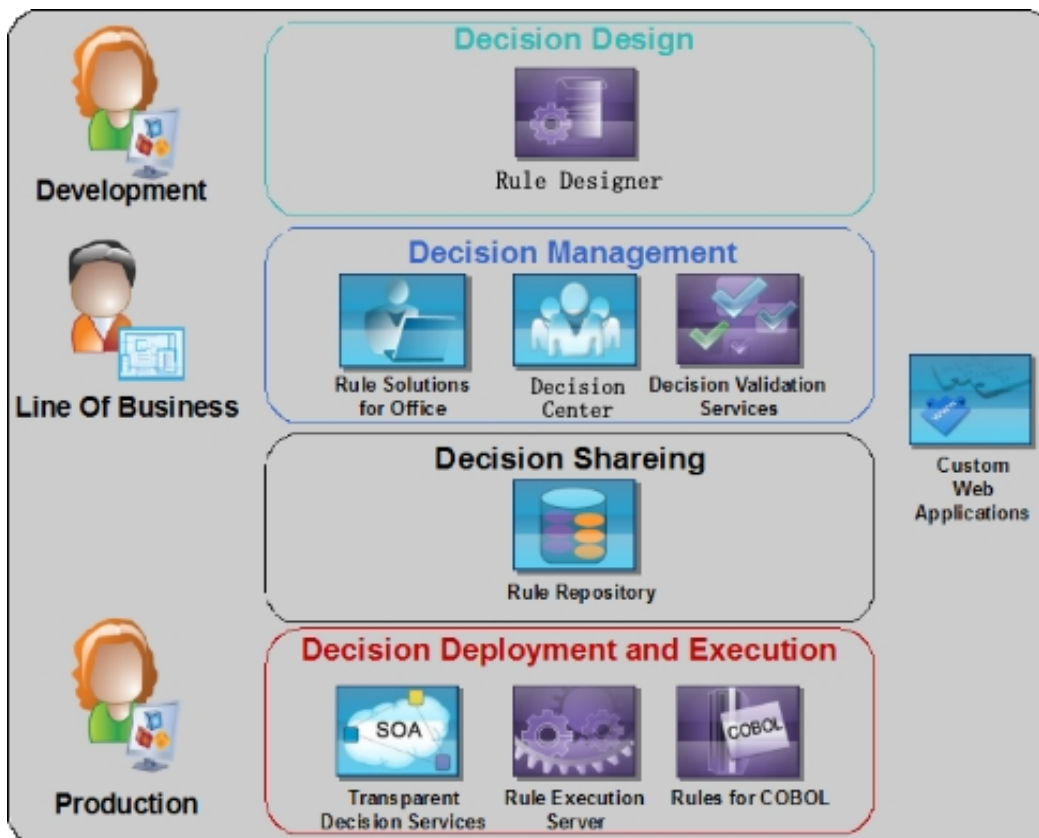 Decision Design
Rule Designer
Development
Decision Management
Rule Solutions
for Office
Decision
Center
Decision Validation
Services
Line Of Business
www
Custom
Web
Applications
Decision Shareing
Rule Repository
Decision Deployment and Execution
SOA
COBOL
Transparent
Decision Services
Rule Execution
Server
Rules for COBOL
Production